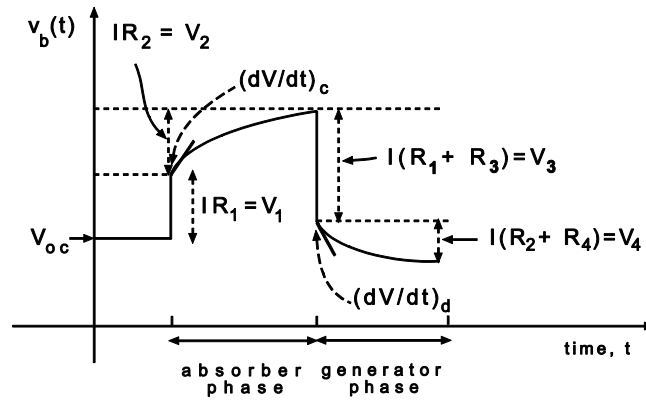 v_b(t)
IR_2 = V_2
(dV/dt)_c
I(R_1 + R_3)=V_3
IR_1=V_1
V_oc
I(R_2 + R_4)=V_4
(dV/dt)_d
time, t
absorber
phase
generator
phase